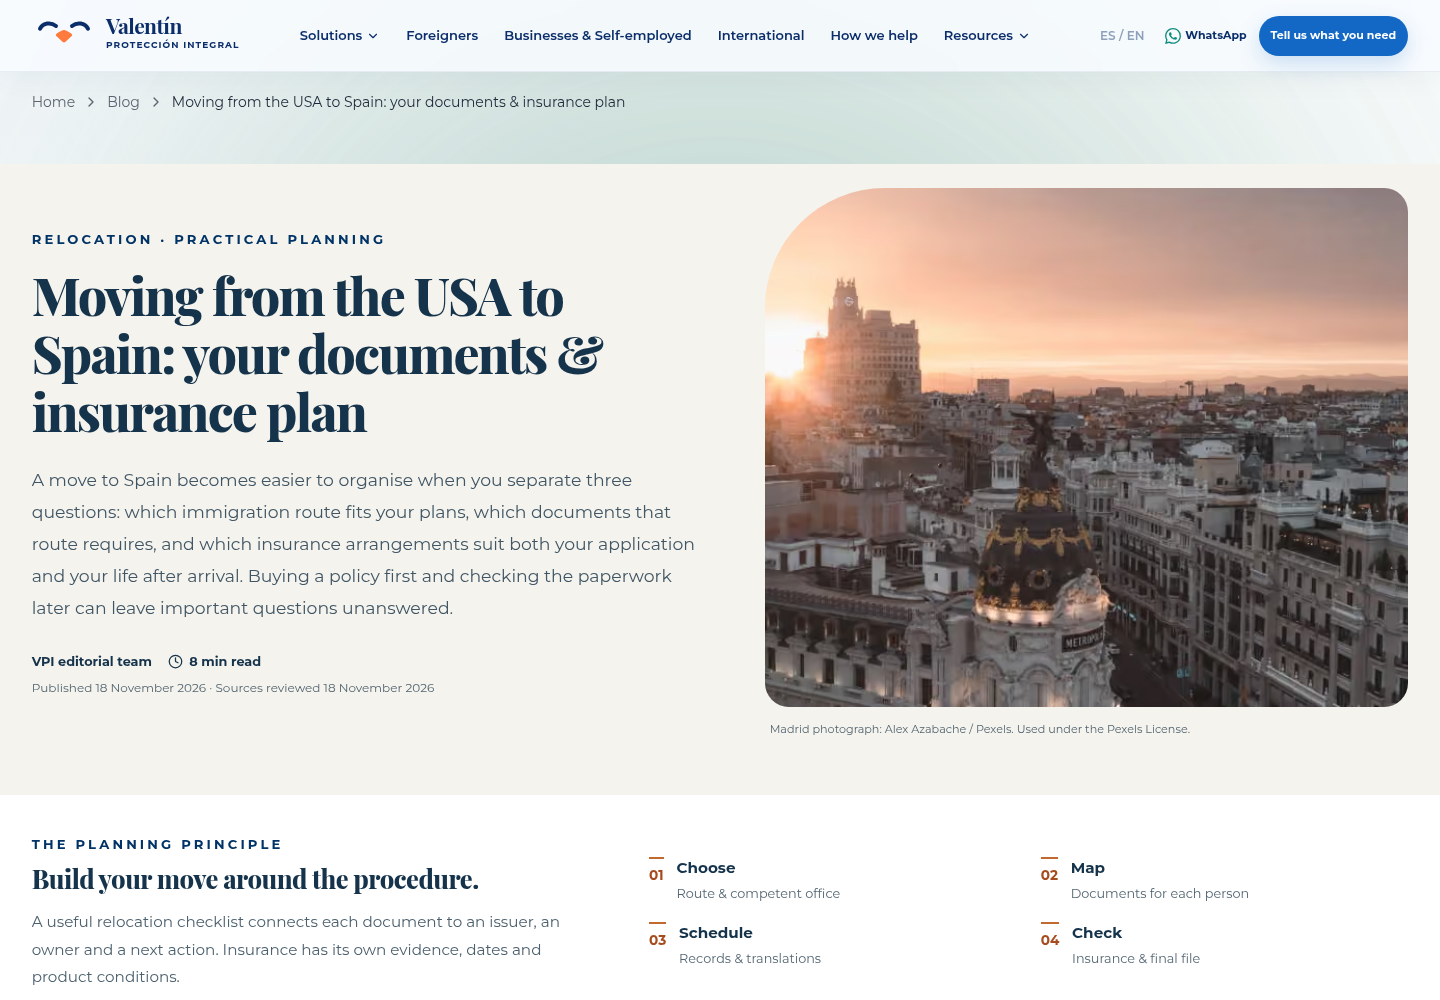 Valentín
PROTECCIÓN INTEGRAL
Solutions
Foreigners
Businesses & Self-employed
International
How we help
Resources
ES / EN
WhatsApp
Tell us what you need
Home
Blog
Moving from the USA to Spain: your documents & insurance plan
RELOCATION · PRACTICAL PLANNING
Moving from the USA to
Spain: your documents &
insurance plan
A move to Spain becomes easier to organise when you separate three
questions: which immigration route fits your plans, which documents that
route requires, and which insurance arrangements suit both your application
and your life after arrival. Buying a policy first and checking the paperwork
later can leave important questions unanswered.
VPI editorial team
8 min read
Published 18 November 2026 · Sources reviewed 18 November 2026
METRÓPOLIS
Madrid photograph: Alex Azabache / Pexels. Used under the Pexels License.
THE PLANNING PRINCIPLE
Build your move around the procedure.
A useful relocation checklist connects each document to an issuer, an
owner and a next action. Insurance has its own evidence, dates and
product conditions.
01
Choose
Route & competent office
02
Map
Documents for each person
03
Schedule
Records & translations
04
Check
Insurance & final file